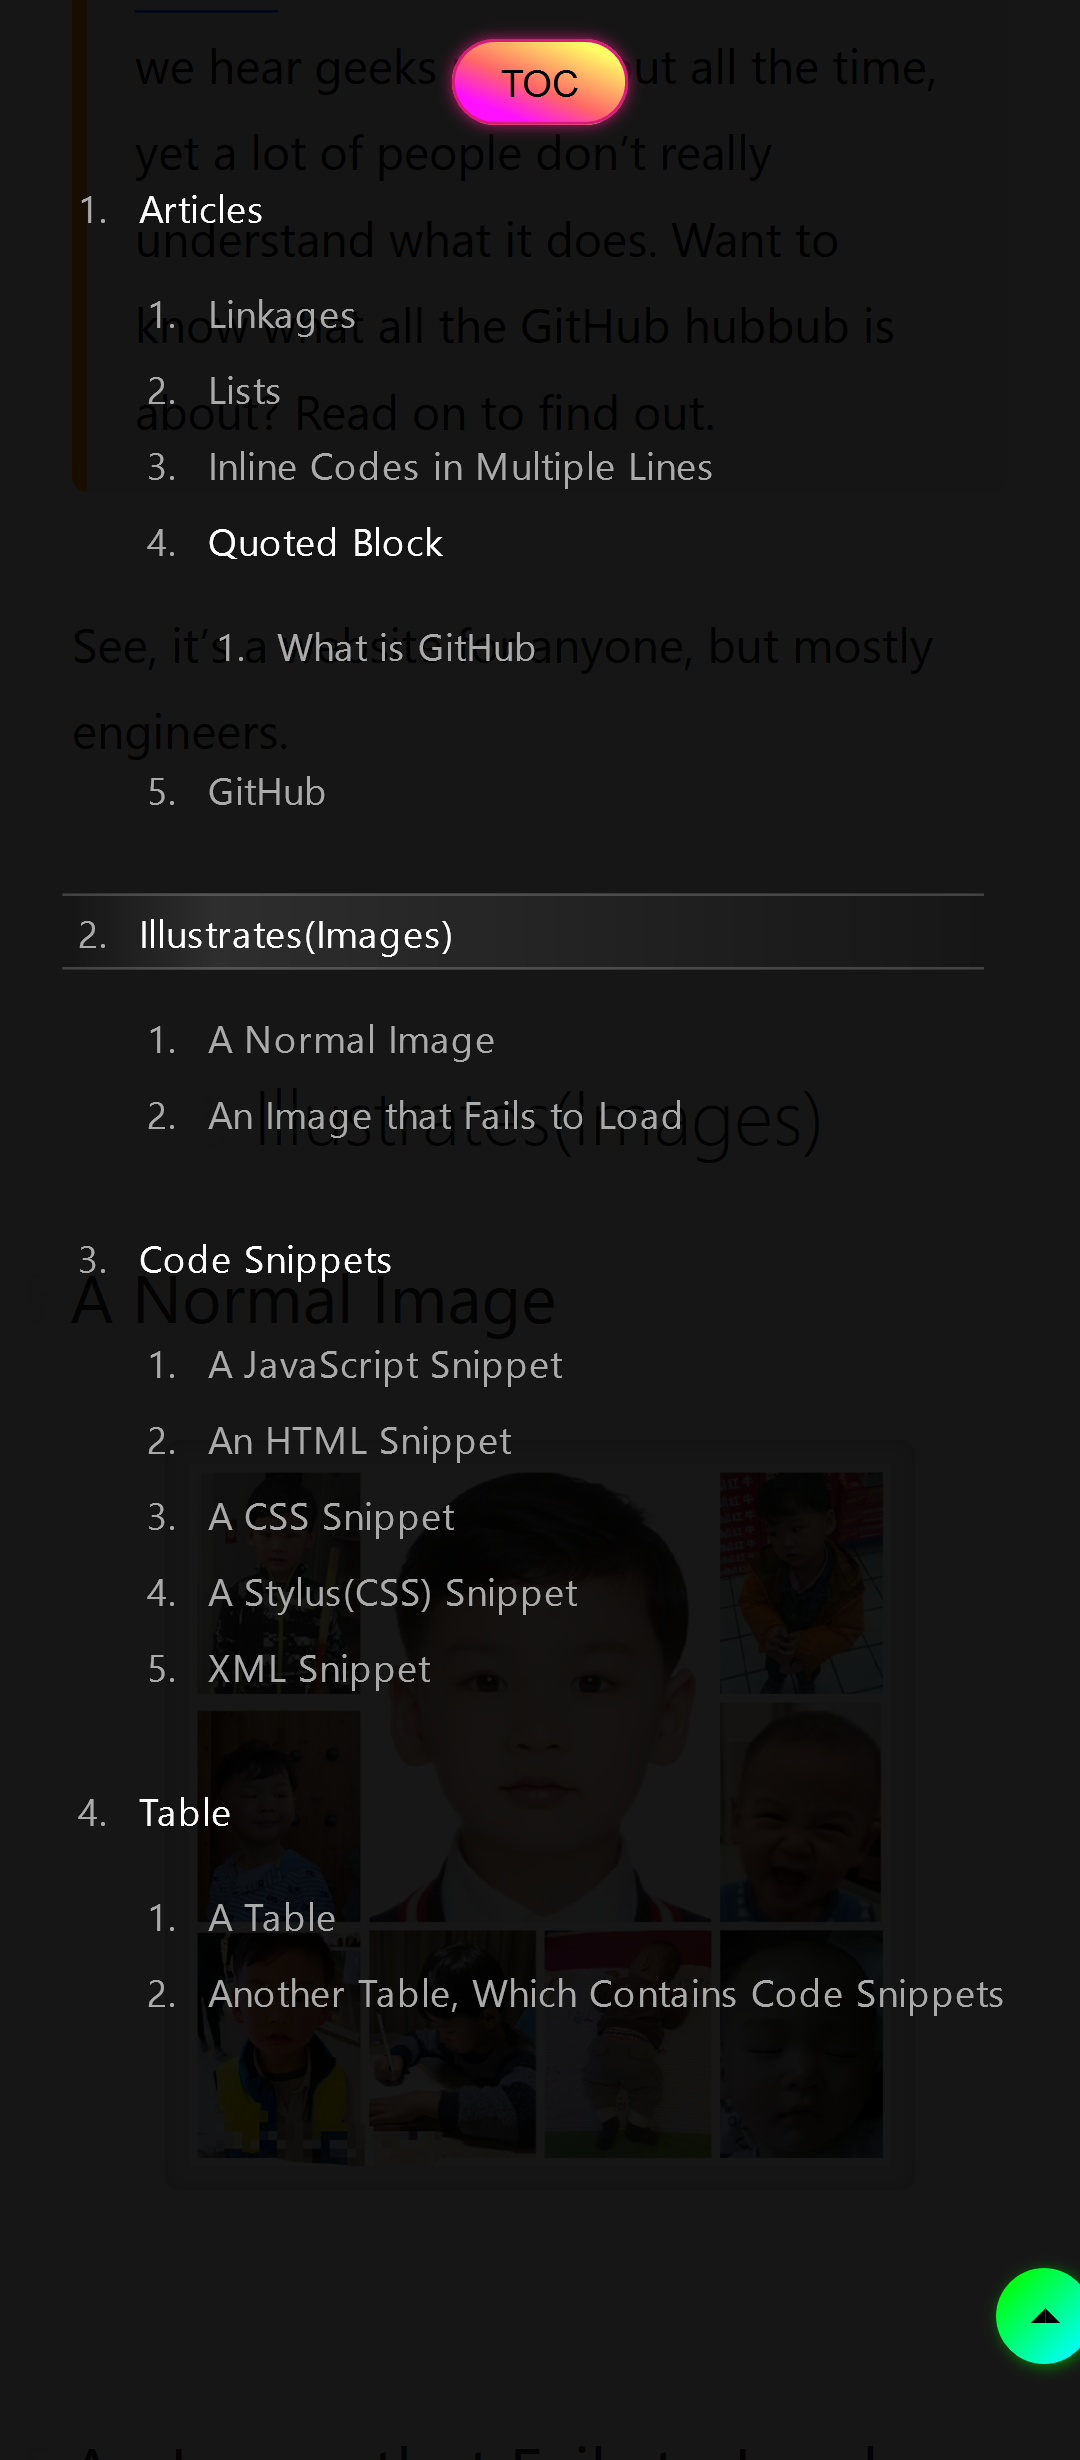 we hear geeks
TOC
ut all the time,
yet a lot of people don’t really
1. Articles
understand what it does. Want to
1. Linkages
know what all the GitHub hubbub is
2. Lists
about? Read on to find out.
3. Inline Codes in Multiple Lines
4. Quoted Block
See, it’s a website for anyone, but mostly
1. What is GitHub
engineers.
5. GitHub
2. Illustrates(Images)
1. A Normal Image
2. An Image that Fails to Load
Illustrates(Images)
3. Code Snippets
A Normal Image
1. A JavaScript Snippet
2. An HTML Snippet
3. A CSS Snippet
4. A Stylus(CSS) Snippet
5. XML Snippet
4. Table
1. A Table
2. Another Table, Which Contains Code Snippets